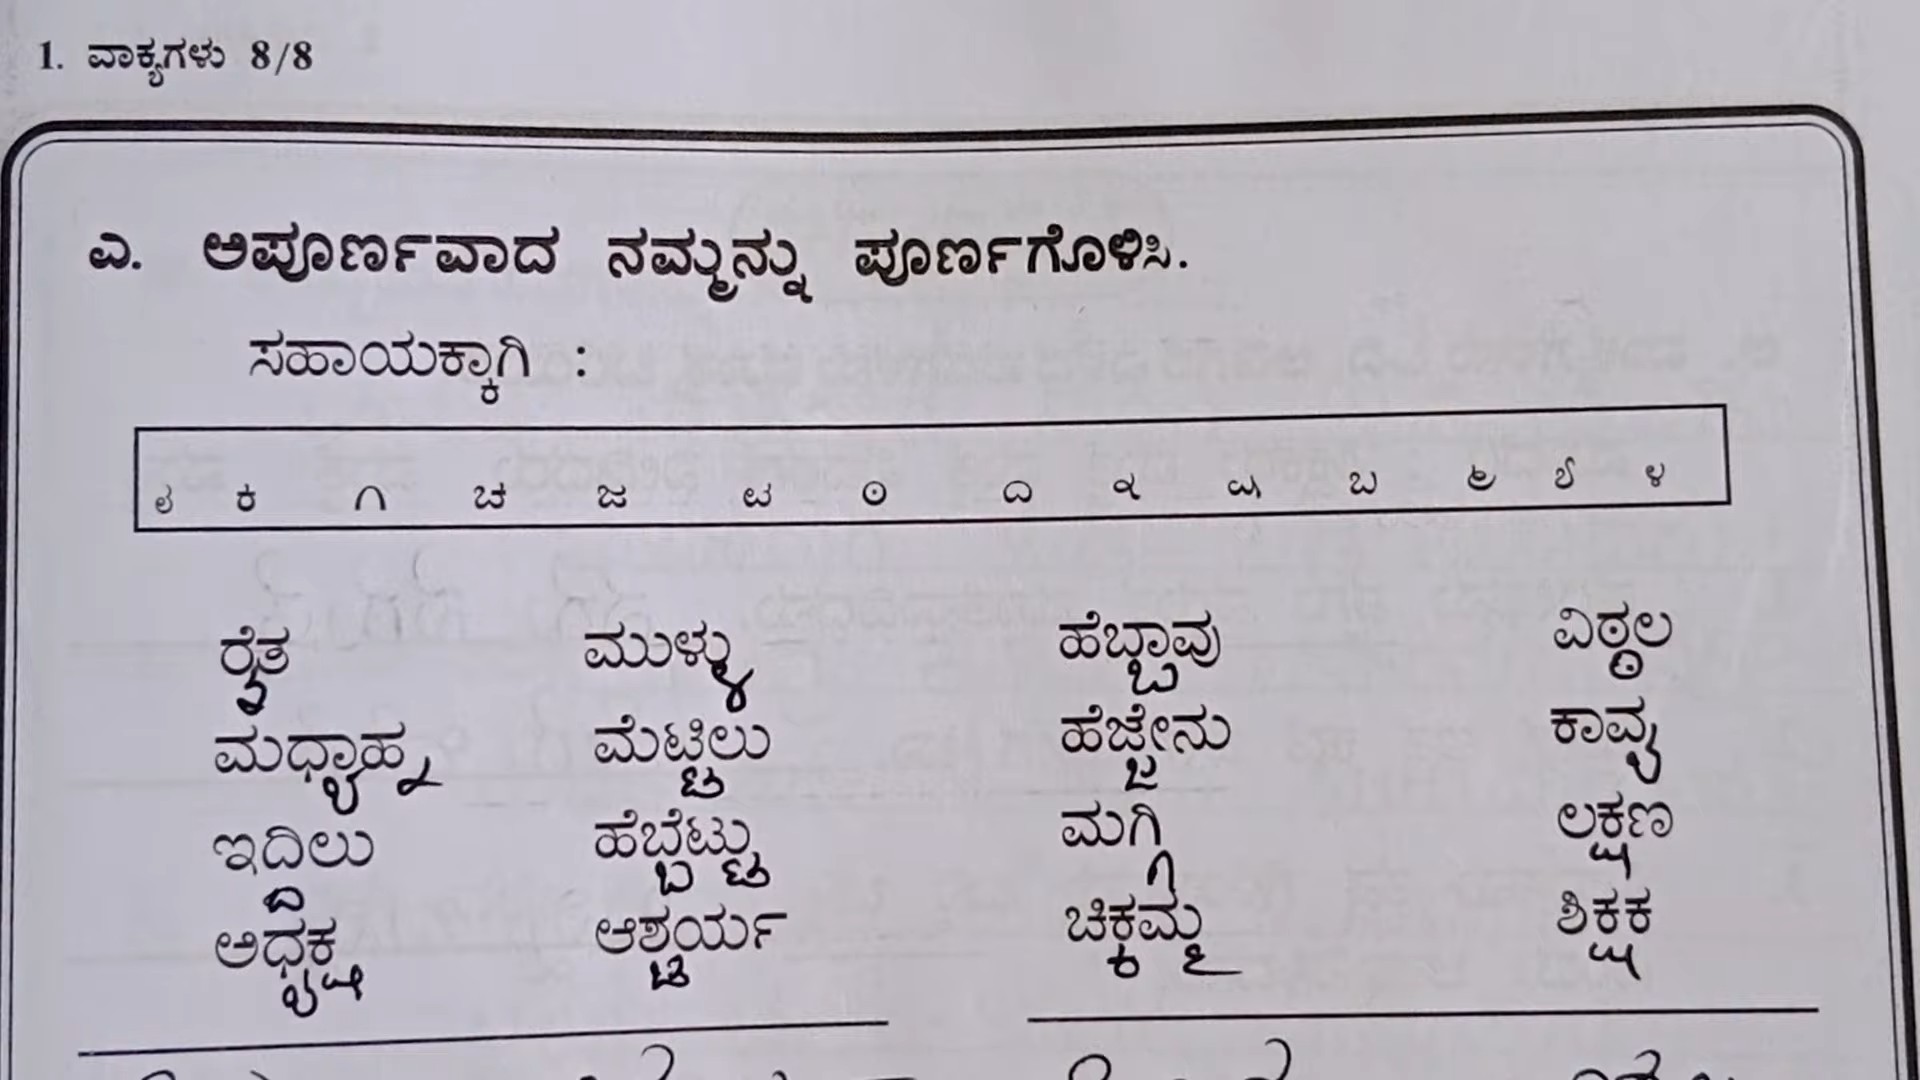 1. ವಾಕ್ಯಗಳು 8/8
ಎ. ಅಪೂರ್ಣವಾದ ನಮ್ಮನ್ನು ಪೂರ್ಣಗೊಳಿಸಿ.
ಸಹಾಯಕ್ಕಾಗಿ :
ೈ ್ಕ ್ಗ ್ಚ ್ಜ ್ಟ ್ಠ ್ದ ್ನ ್ಷ ್ಬ ್ಮ ್ಯ ್ಳ
ರೈತ ಮುಳ್ಳು ಹೆಬ್ಬಾವು ವಿಠ್ಠಲ
ಮಧ್ಯಾಹ್ನ ಮೆಟ್ಟಿಲು ಹೆಜ್ಜೇನು ಕಾವ್ಯ
ಇದ್ದಿಲು ಹೆಬ್ಬೆಟ್ಟು ಮಗ್ಗಿ ಲಕ್ಷಣ
ಅಧ್ಯಕ್ಷ ಆಶ್ಚರ್ಯ ಚಿಕ್ಕಮ್ಮ ಶಿಕ್ಷಕ